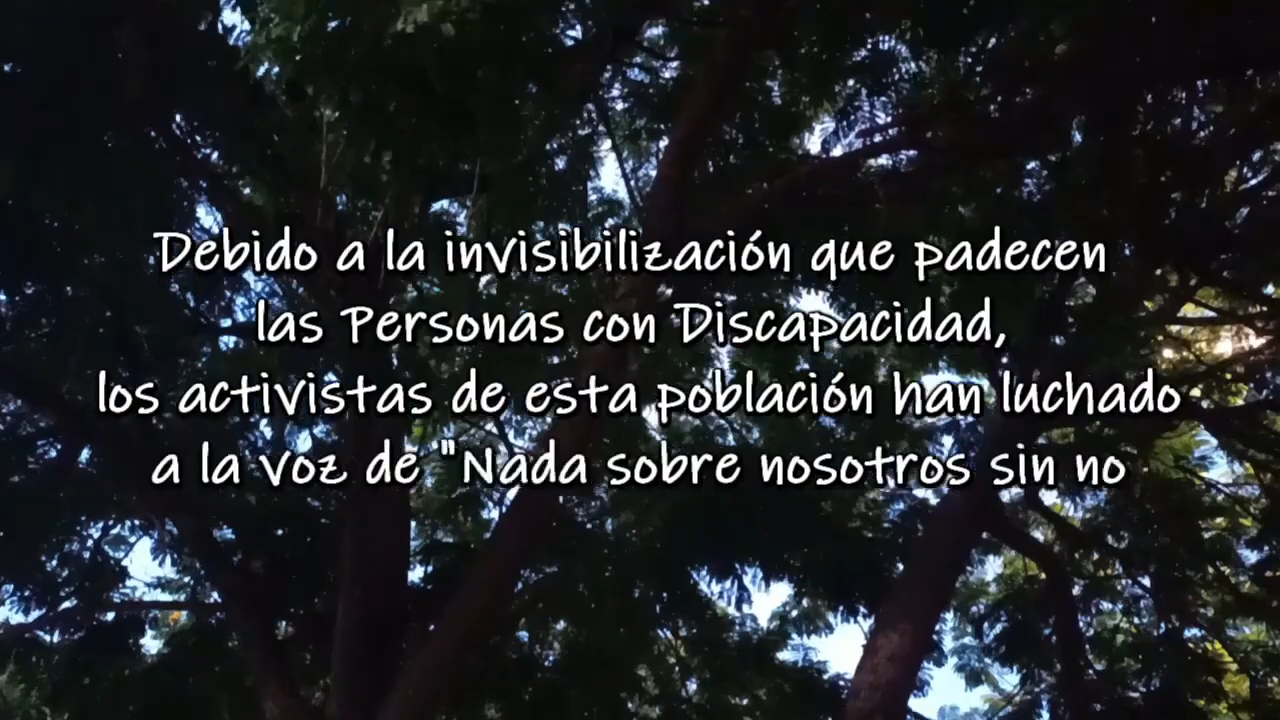 Debido a la invisibilización que padecen
las Personas con Discapacidad,
los activistas de esta población han luchado
a la voz de "Nada sobre nosotros sin no